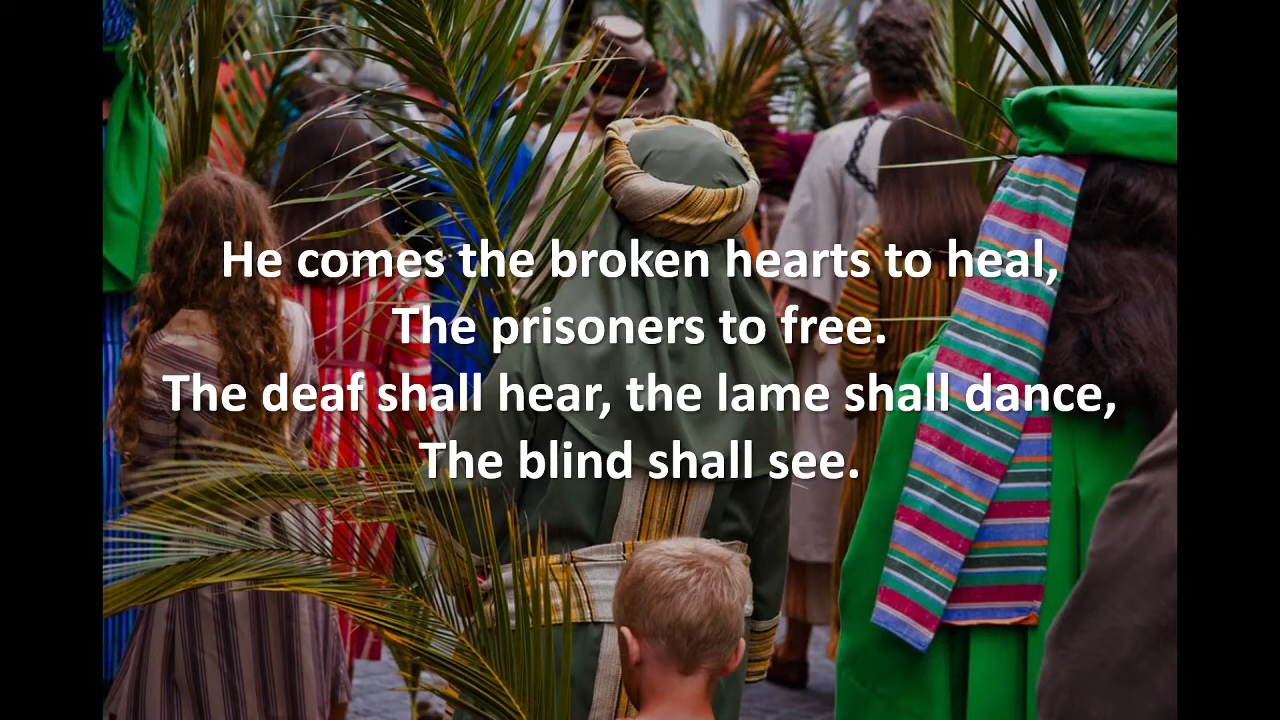 He comes the broken hearts to heal,
The prisoners to free.
The deaf shall hear, the lame shall dance,
The blind shall see.